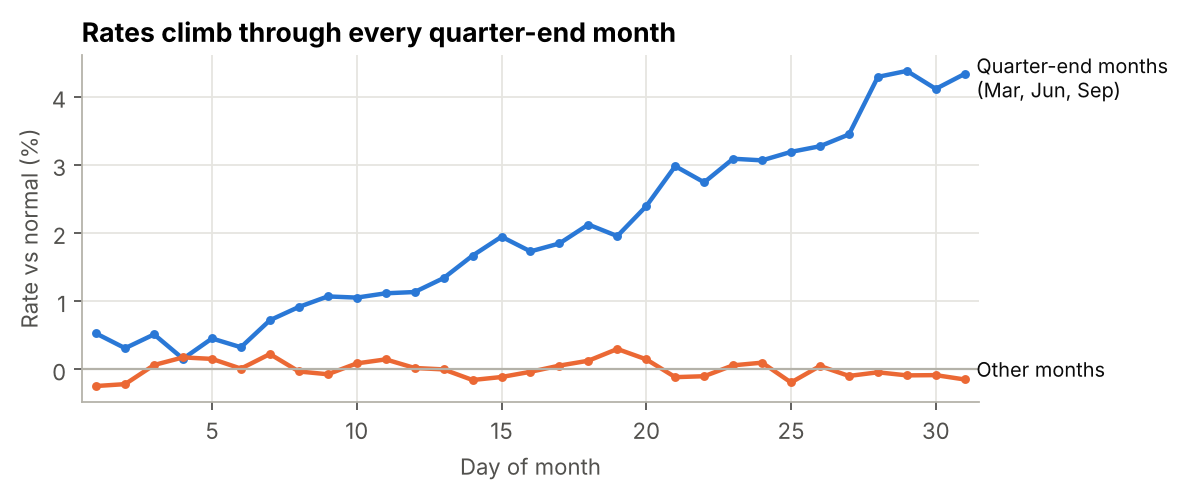 Rates climb through every quarter-end month
Rate vs normal (%)
4
3
2
1
0
Quarter-end months
(Mar, Jun, Sep)
Other months
5
10
15
20
25
30
Day of month